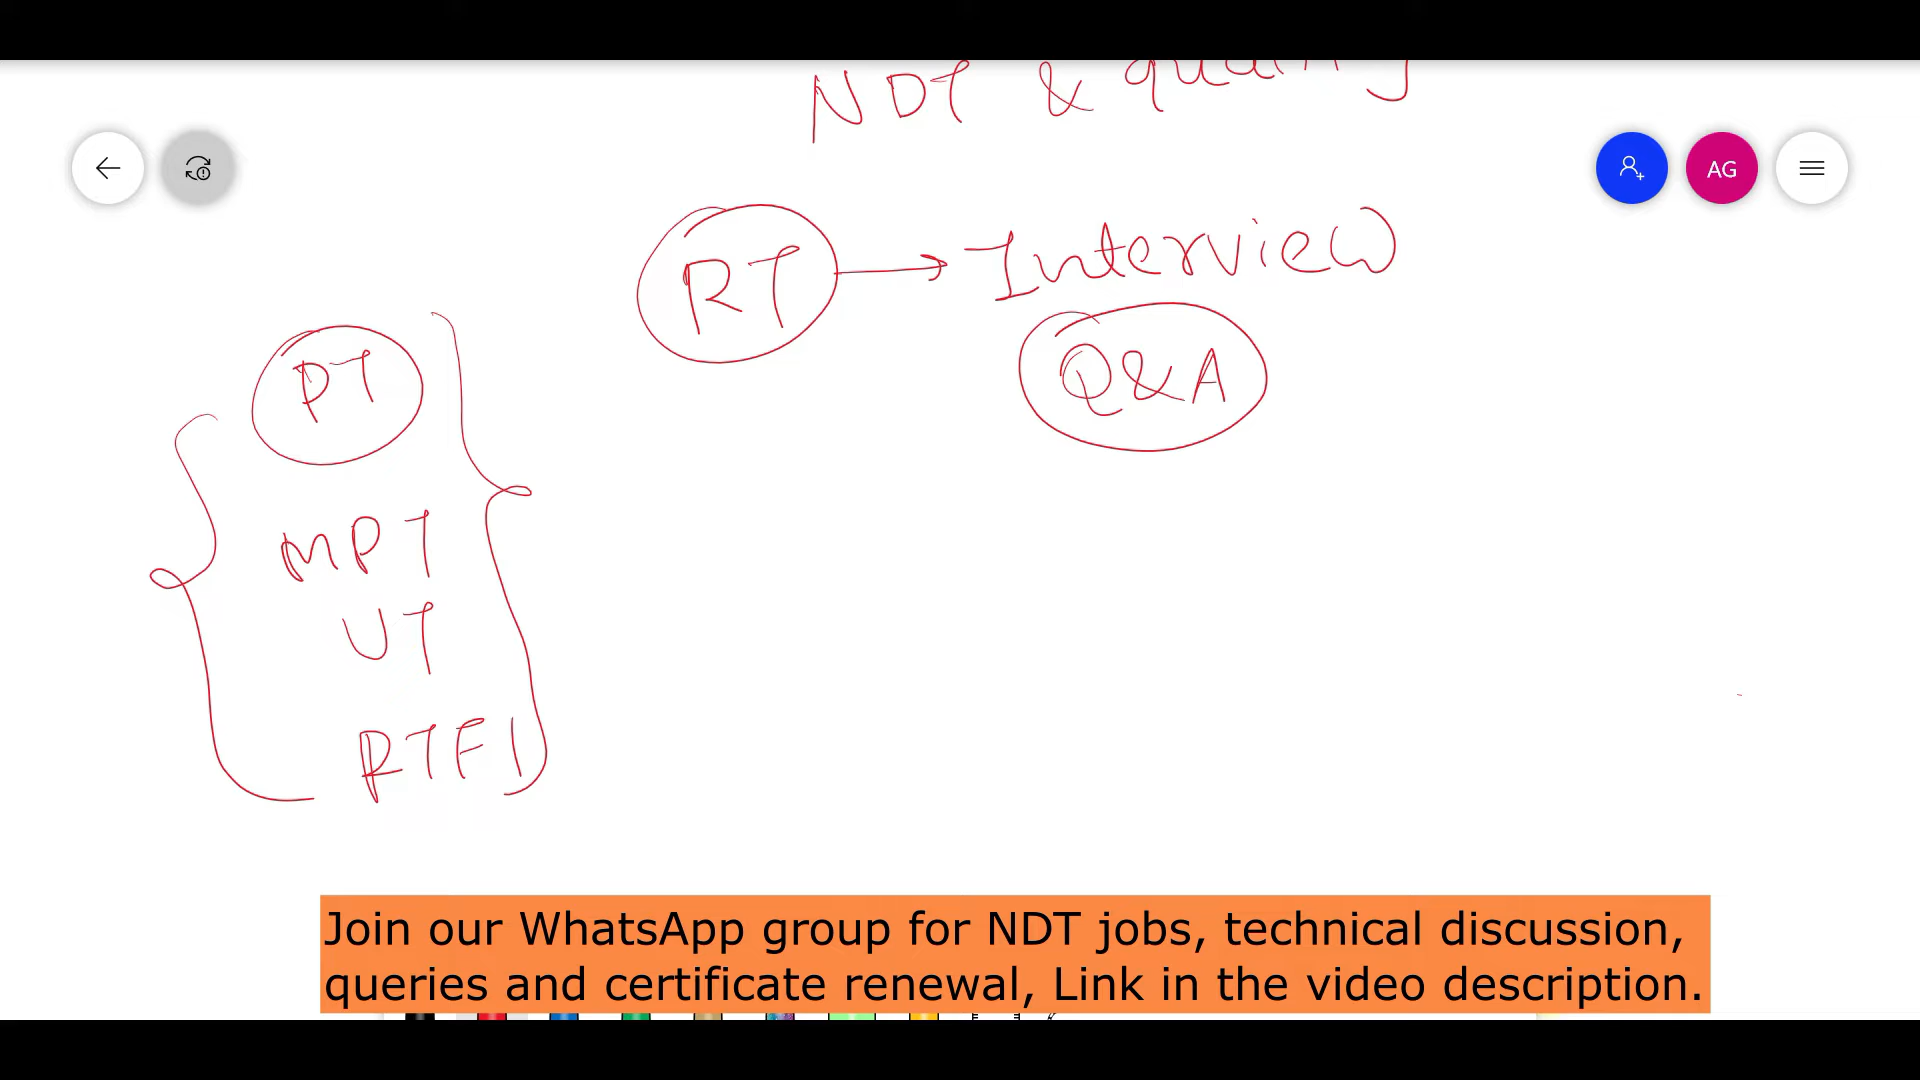 NDT & quality
AG
RT → Interview
Q&A
PT
MPT
UT
RTFI
Join our WhatsApp group for NDT jobs, technical discussion,
queries and certificate renewal, Link in the video description.